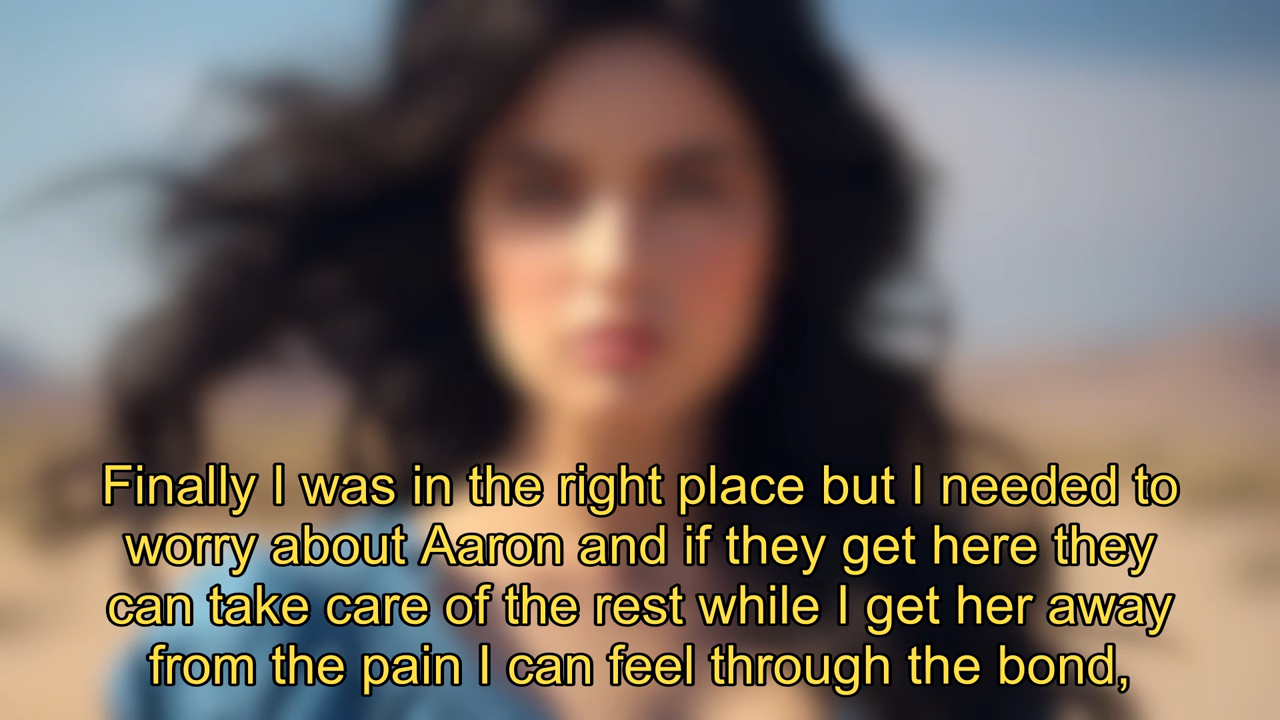 Finally I was in the right place but I needed to
worry about Aaron and if they get here they
can take care of the rest while I get her away
from the pain I can feel through the bond,